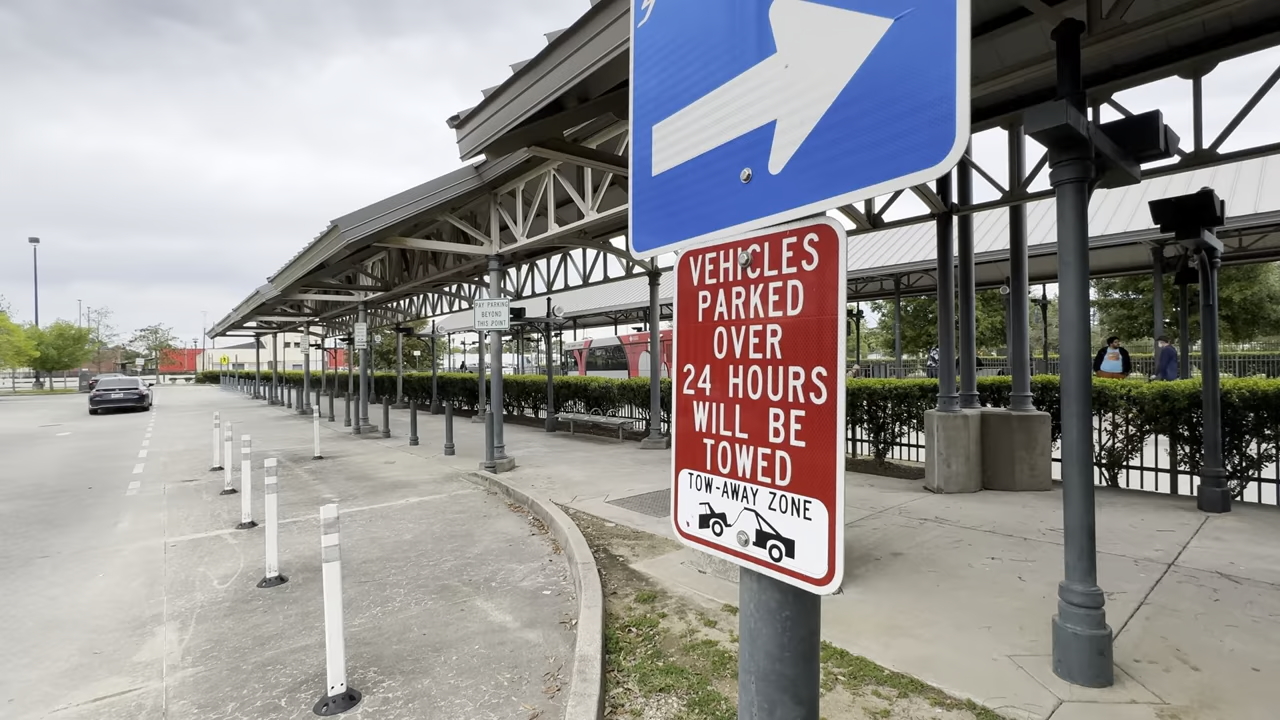 VEHICLES
PARKED
OVER
24 HOURS
WILL BE
TOWED
TOW-AWAY ZONE
PAY PARKING
BEYOND
THIS POINT